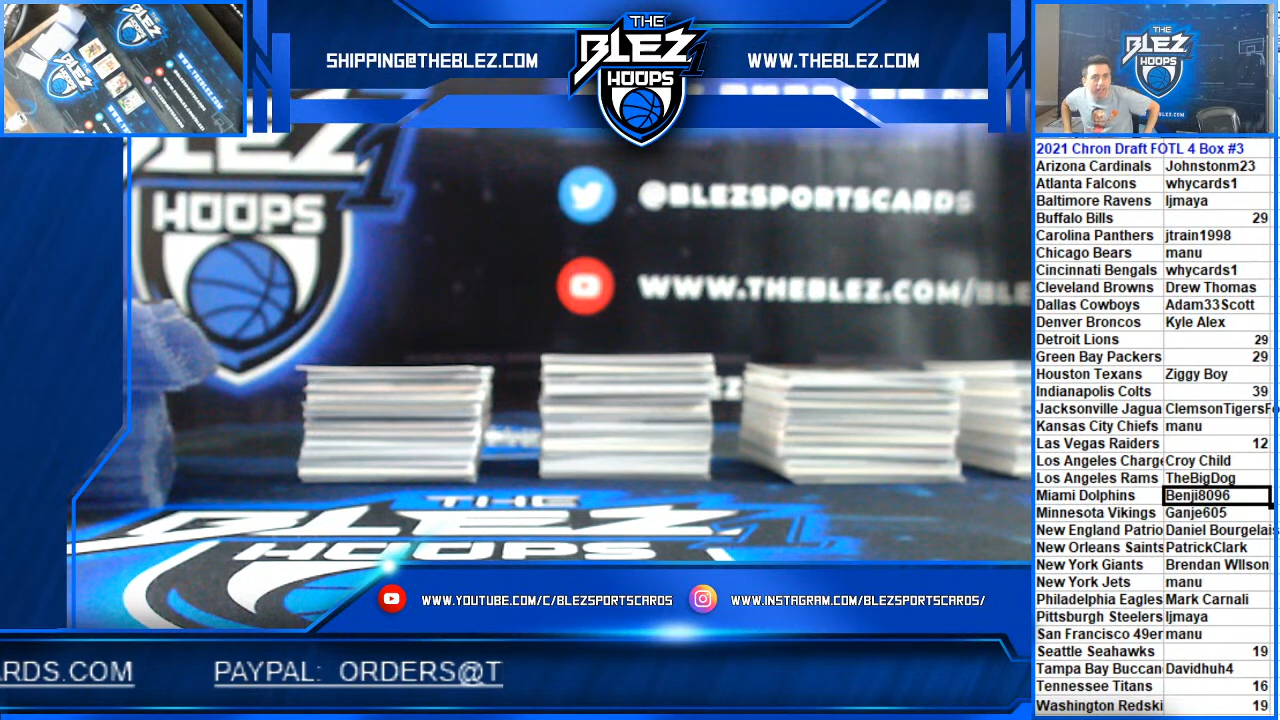 SHIPPING@THEBLEZ.COM
THE
BLEZ 1
HOOPS
WWW.THEBLEZ.COM
THE
BLEZ
HOOPS
BLEZ 1
HOOPS
@BLEZSPORTSCARDS
WWW.THEBLEZ.COM/BLE
THE
BLEZ
HOOPS
WWW.YOUTUBE.COM/C/BLEZSPORTSCARDS
WWW.INSTAGRAM.COM/BLEZSPORTSCARDS/
ARDS.COM PAYPAL: ORDERS@T
2021 Chron Draft FOTL 4 Box #3
Arizona Cardinals Johnstonm23
Atlanta Falcons whycards1
Baltimore Ravens ljmaya
Buffalo Bills 29
Carolina Panthers jtrain1998
Chicago Bears manu
Cincinnati Bengals whycards1
Cleveland Browns Drew Thomas
Dallas Cowboys Adam33Scott
Denver Broncos Kyle Alex
Detroit Lions 29
Green Bay Packers 29
Houston Texans Ziggy Boy
Indianapolis Colts 39
Jacksonville Jagua ClemsonTigersFo
Kansas City Chiefs manu
Las Vegas Raiders 12
Los Angeles Charge Croy Child
Los Angeles Rams TheBigDog
Miami Dolphins Benji8096
Minnesota Vikings Ganje605
New England Patrio Daniel Bourgelais
New Orleans Saints PatrickClark
New York Giants Brendan WIlson
New York Jets manu
Philadelphia Eagles Mark Carnali
Pittsburgh Steelers ljmaya
San Francisco 49er manu
Seattle Seahawks 19
Tampa Bay Buccan Davidhuh4
Tennessee Titans 16
Washington Redski 19